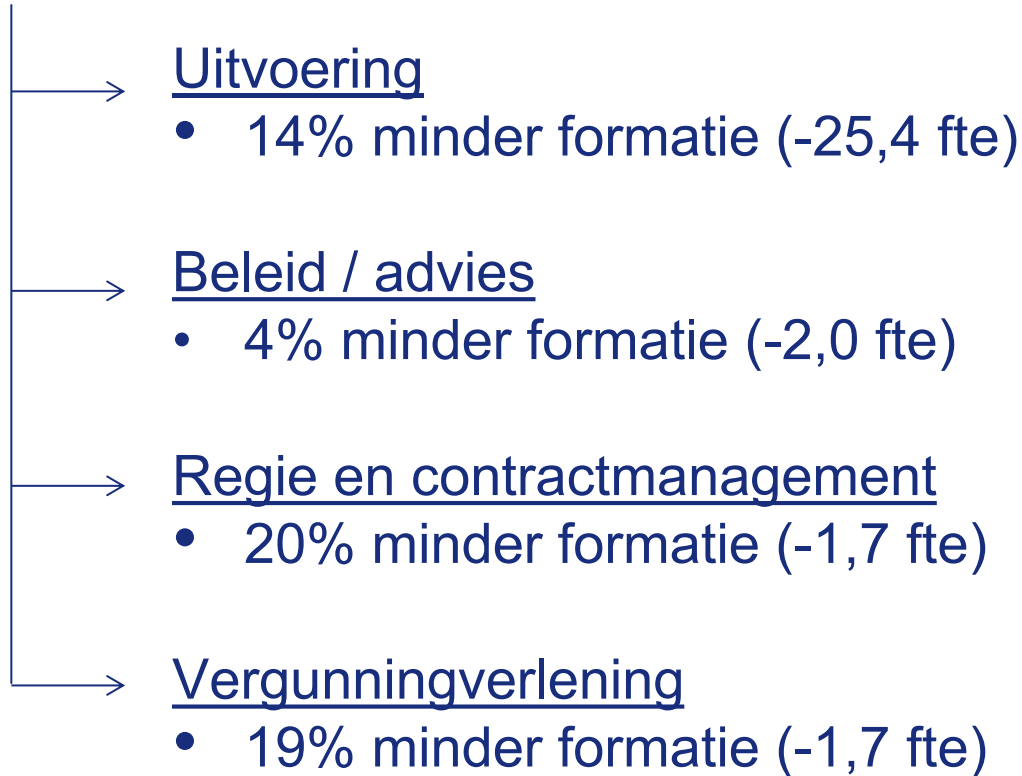 Uitvoering
• 14% minder formatie (-25,4 fte)
Beleid / advies
• 4% minder formatie (-2,0 fte)
Regie en contractmanagement
• 20% minder formatie (-1,7 fte)
Vergunningverlening
• 19% minder formatie (-1,7 fte)